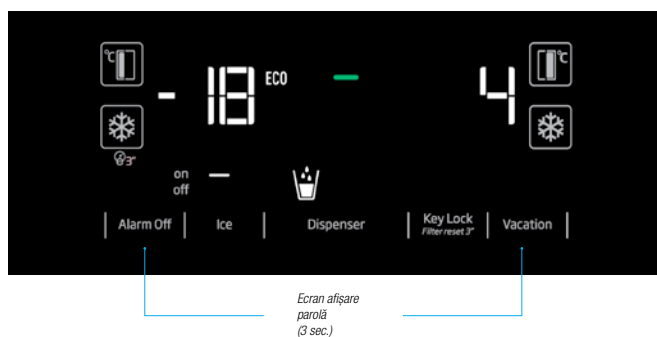 °C
°C
- 18
ECO
4
3"
on
off
Alarm Off
Ice
Dispenser
Key Lock
Filter reset 3"
Vacation
Ecran afișare
parolă
(3 sec.)